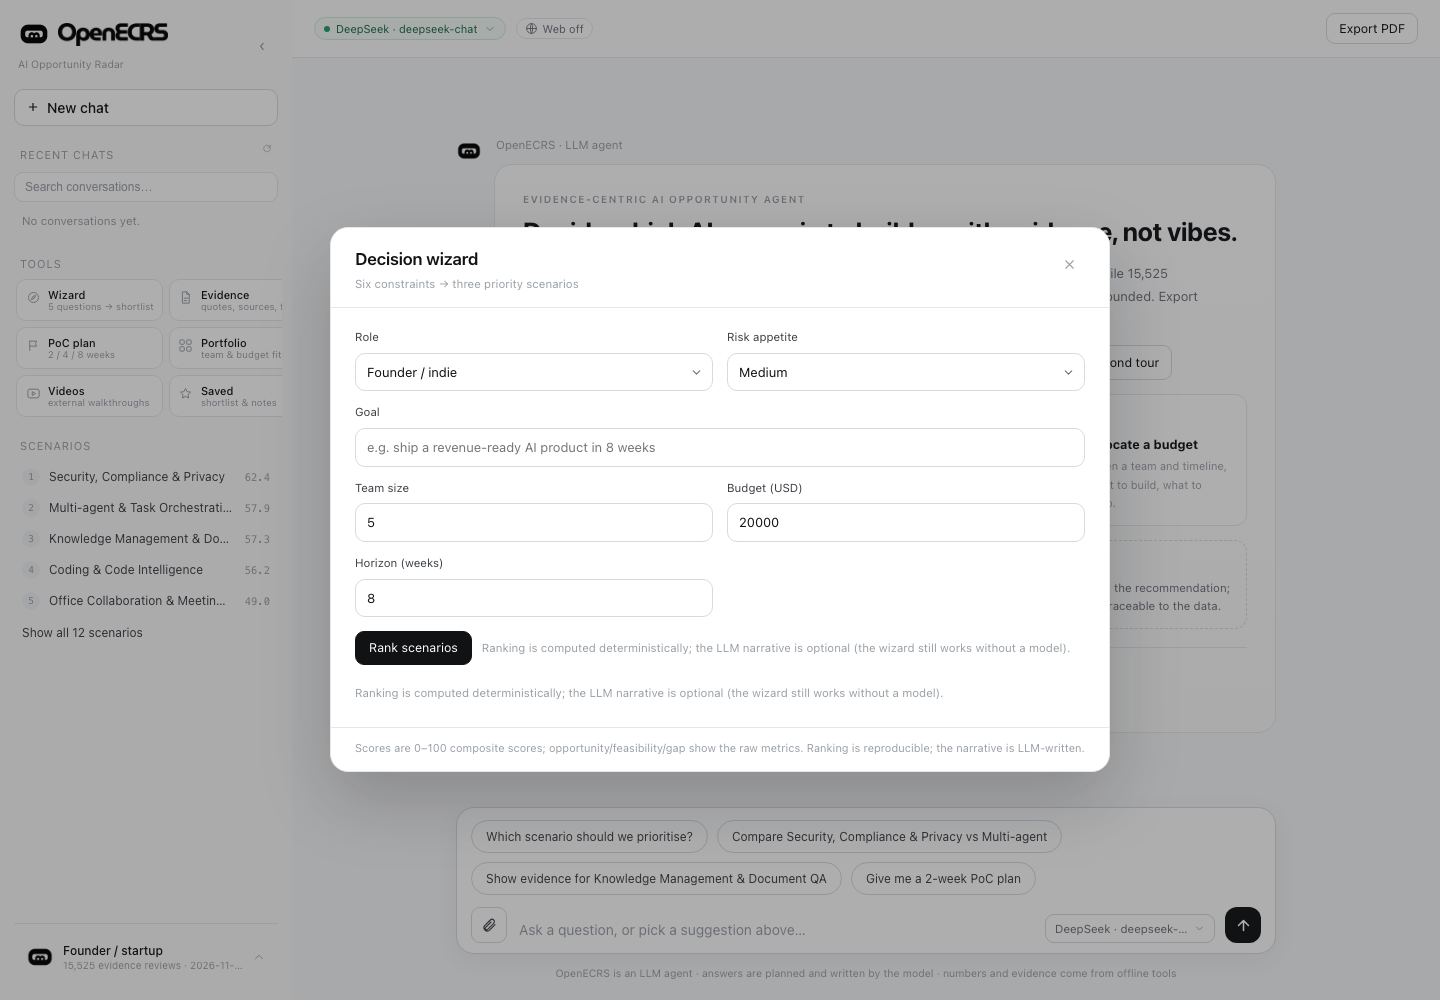 OpenECRS
AI Opportunity Radar
+ New chat
RECENT CHATS
Search conversations...
No conversations yet.
TOOLS
Wizard
5 questions → shortlist
Evidence
quotes, sources,
PoC plan
2 / 4 / 8 weeks
Portfolio
team & budget fit
Videos
external walkthroughs
Saved
shortlist & notes
SCENARIOS
1 Security, Compliance & Privacy 62.4
2 Multi-agent & Task Orchestrati... 57.9
3 Knowledge Management & Do... 57.3
4 Coding & Code Intelligence 56.2
5 Office Collaboration & Meetin... 49.0
Show all 12 scenarios
Founder / startup
15,525 evidence reviews · 2026-11-...
DeepSeek · deepseek-chat
Web off
Export PDF
OpenECRS · LLM agent
EVIDENCE-CENTRIC AI OPPORTUNITY AGENT
not vibes.
15,525
Export
tour
a budget
a team and timeline,
to build, what to
the recommendation;
to the data.
Decision wizard
Six constraints → three priority scenarios
Role
Risk appetite
Founder / indie
Medium
Goal
e.g. ship a revenue-ready AI product in 8 weeks
Team size
Budget (USD)
5
20000
Horizon (weeks)
8
Rank scenarios
Ranking is computed deterministically; the LLM narrative is optional (the wizard still works without a model).
Ranking is computed deterministically; the LLM narrative is optional (the wizard still works without a model).
Scores are 0–100 composite scores; opportunity/feasibility/gap show the raw metrics. Ranking is reproducible; the narrative is LLM-written.
Which scenario should we prioritise?
Compare Security, Compliance & Privacy vs Multi-agent
Show evidence for Knowledge Management & Document QA
Give me a 2-week PoC plan
Ask a question, or pick a suggestion above...
DeepSeek · deepseek-...
OpenECRS is an LLM agent · answers are planned and written by the model · numbers and evidence come from offline tools